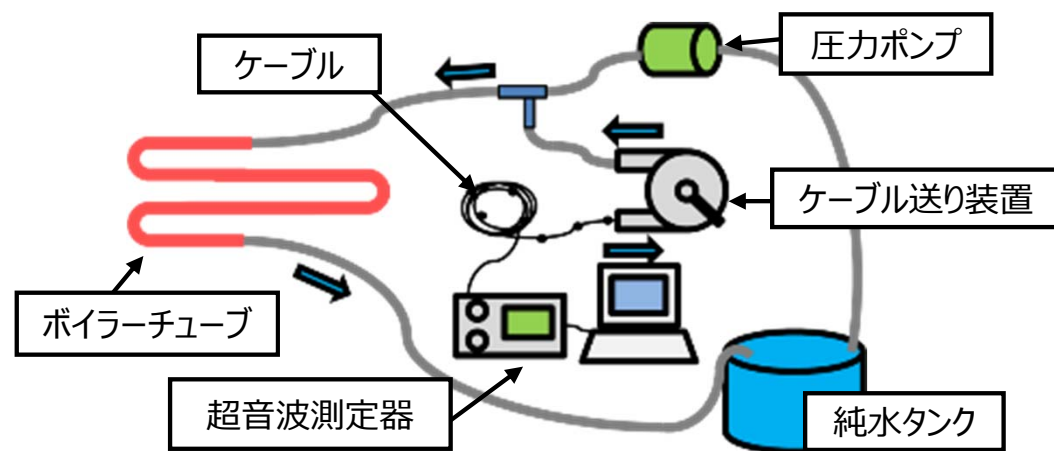 圧力ポンプ
ケーブル
ケーブル送り装置
ボイラーチューブ
超音波測定器
純水タンク